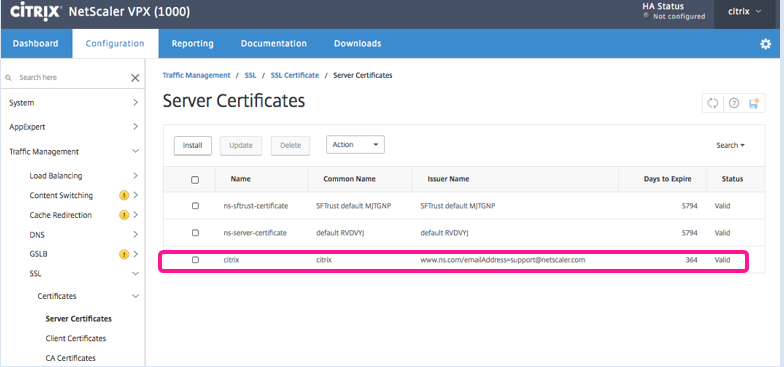 CITRIX NetScaler VPX (1000)
HA Status
Not configured
citrix
Dashboard Configuration Reporting Documentation Downloads
Search here
Traffic Management / SSL / SSL Certificate / Server Certificates
Server Certificates
System
AppExpert
Traffic Management
Load Balancing
Content Switching
Cache Redirection
DNS
GSLB
SSL
Certificates
Server Certificates
Client Certificates
CA Certificates
Install Update Delete Action Search
Name Common Name Issuer Name Days to Expire Status
ns-sftrust-certificate SFTrust default MJTGNP SFTrust default MJTGNP 5794 Valid
ns-server-certificate default RVDVYJ default RVDVYJ 5794 Valid
citrix citrix www.ns.com/emailAddress=support@netscaler.com 364 Valid